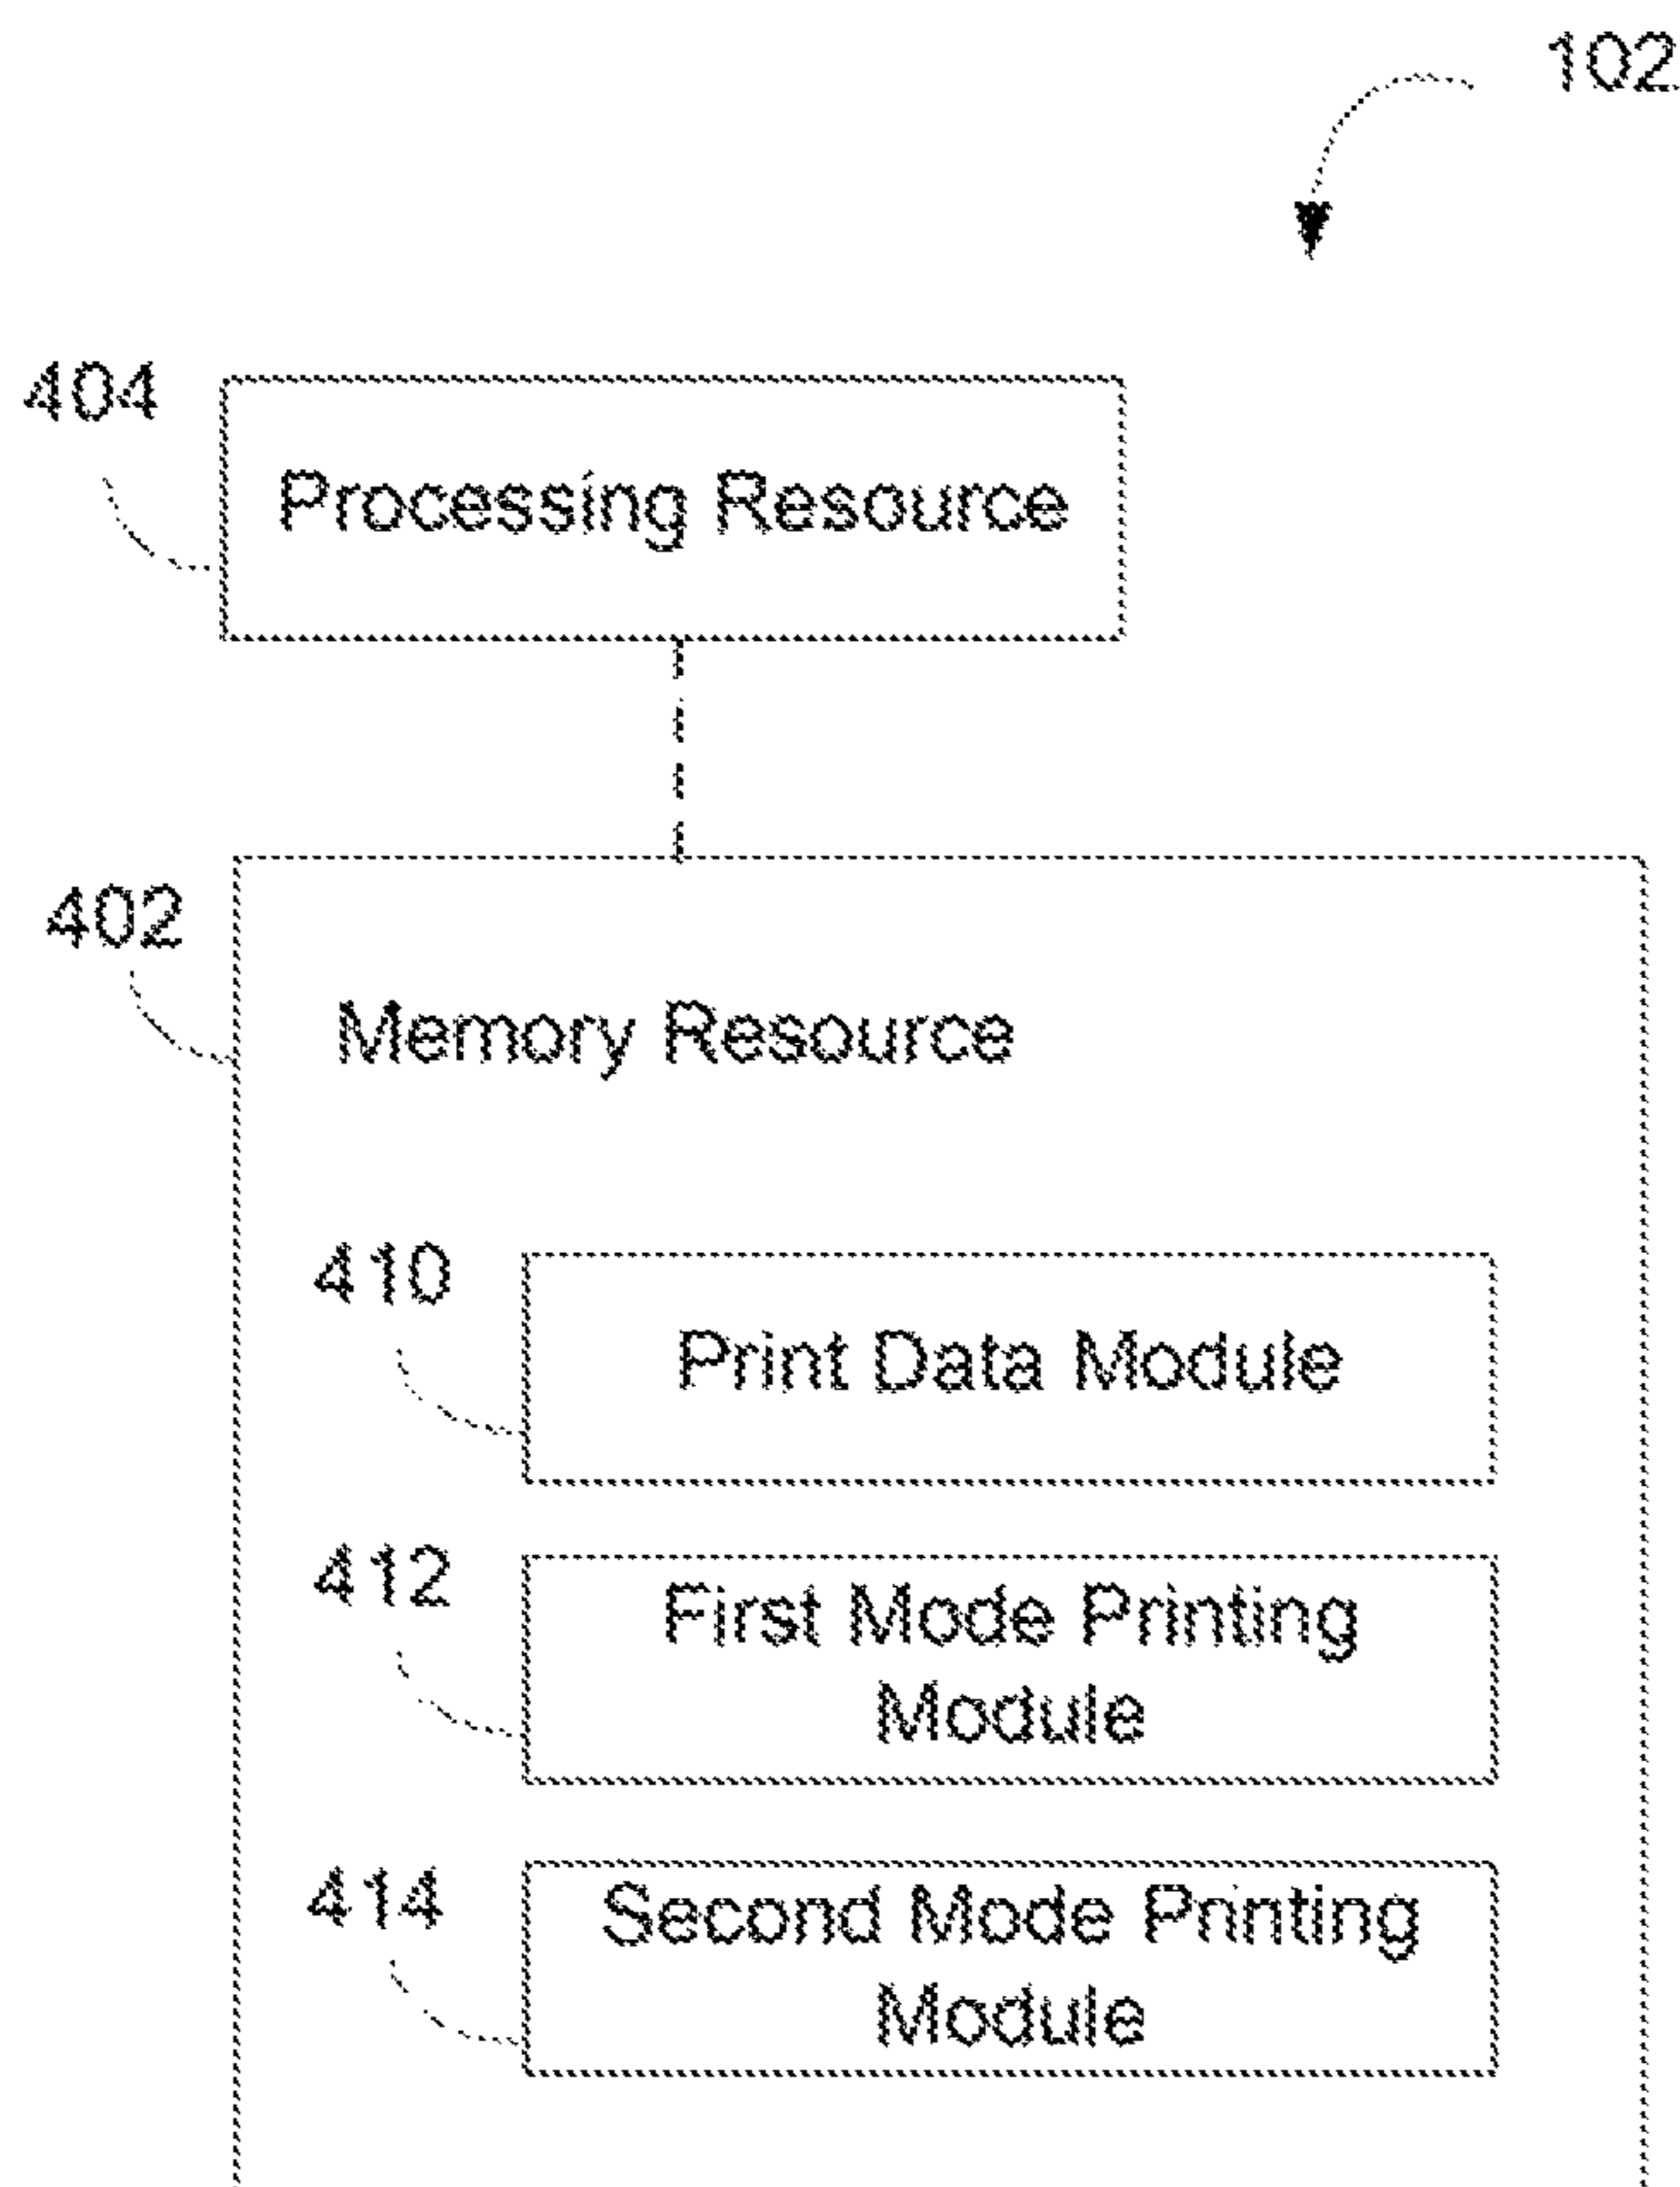 102
404
Processing Resource
402
Memory Resource
410
Print Data Module
412
First Mode Printing
Module
414
Second Mode Printing
Module